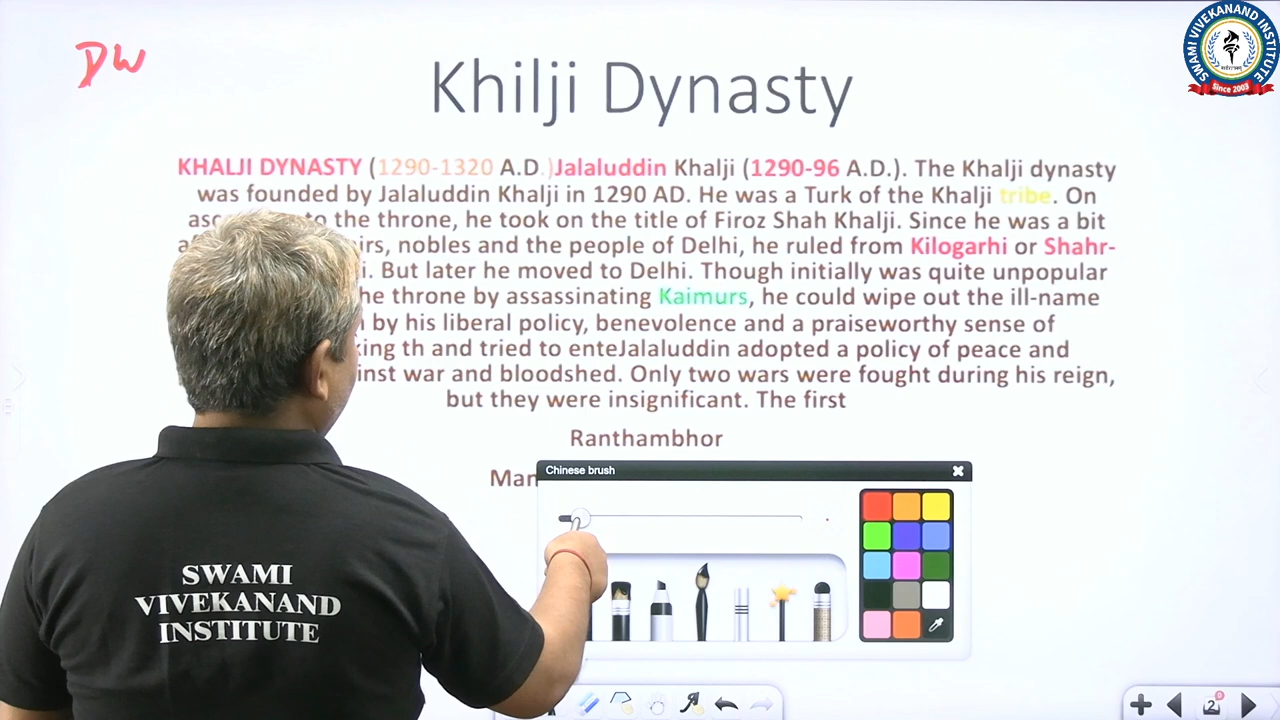 DW
Khilji Dynasty
KHALJI DYNASTY (1290-1320 A.D.)Jalaluddin Khalji (1290-96 A.D.). The Khalji dynasty
was founded by Jalaluddin Khalji in 1290 AD. He was a Turk of the Khalji tribe. On
to the throne, he took on the title of Firoz Shah Khalji. Since he was a bit
nobles and the people of Delhi, he ruled from Kilogarhi or Shahr-
But later he moved to Delhi. Though initially was quite unpopular
the throne by assassinating Kaimurs, he could wipe out the ill-name
by his liberal policy, benevolence and a praiseworthy sense of
th and tried to enteJalaluddin adopted a policy of peace and
war and bloodshed. Only two wars were fought during his reign,
but they were insignificant. The first
Ranthambhor
Chinese brush
SWAMI
VIVEKANAND
INSTITUTE
SWAMI VIVEKANAND INSTITUTE
Since 2003
2